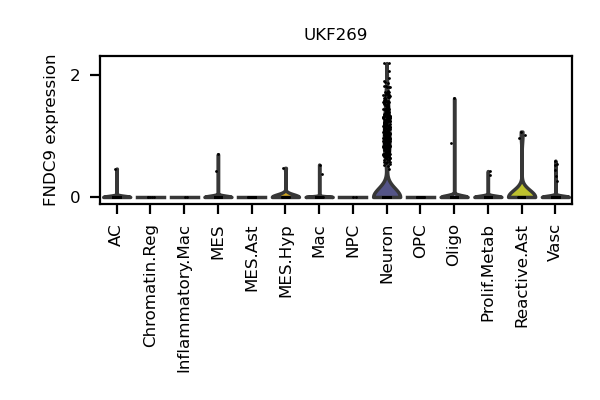 UKF269
FNDC9 expression
2
0
AC
Chromatin.Reg
Inflammatory.Mac
MES
MES.Ast
MES.Hyp
Mac
NPC
Neuron
OPC
Oligo
Prolif.Metab
Reactive.Ast
Vasc